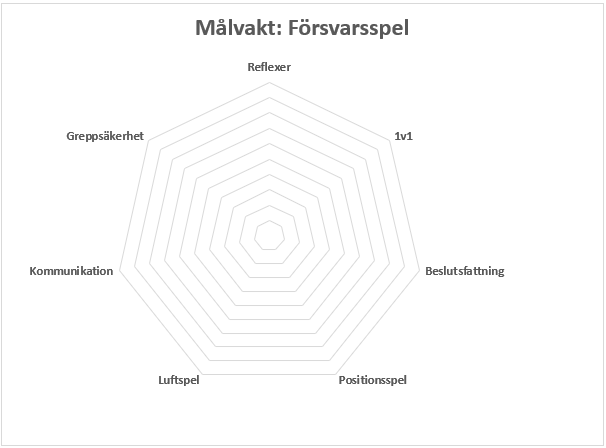 Målvakt: Försvarsspel
Reflexer
1v1
Beslutsfattning
Positionsspel
Luftspel
Kommunikation
Greppsäkerhet